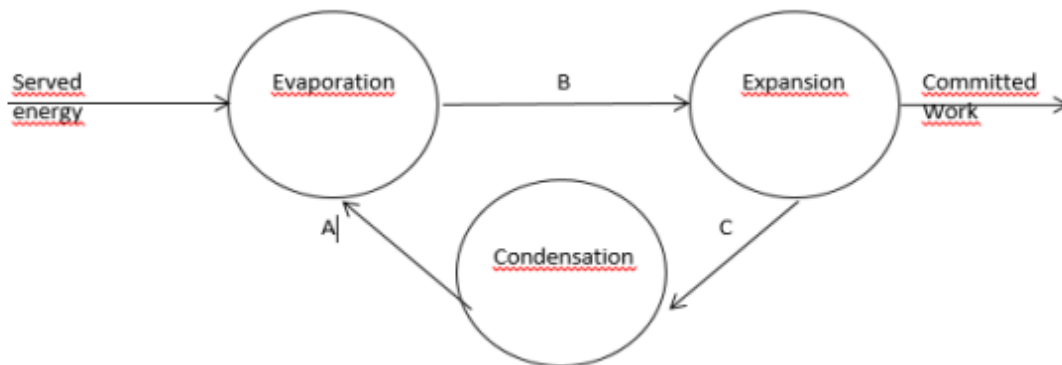 Served
energy
Evaporation
B
Expansion
Committed
Work
A
C
Condensation